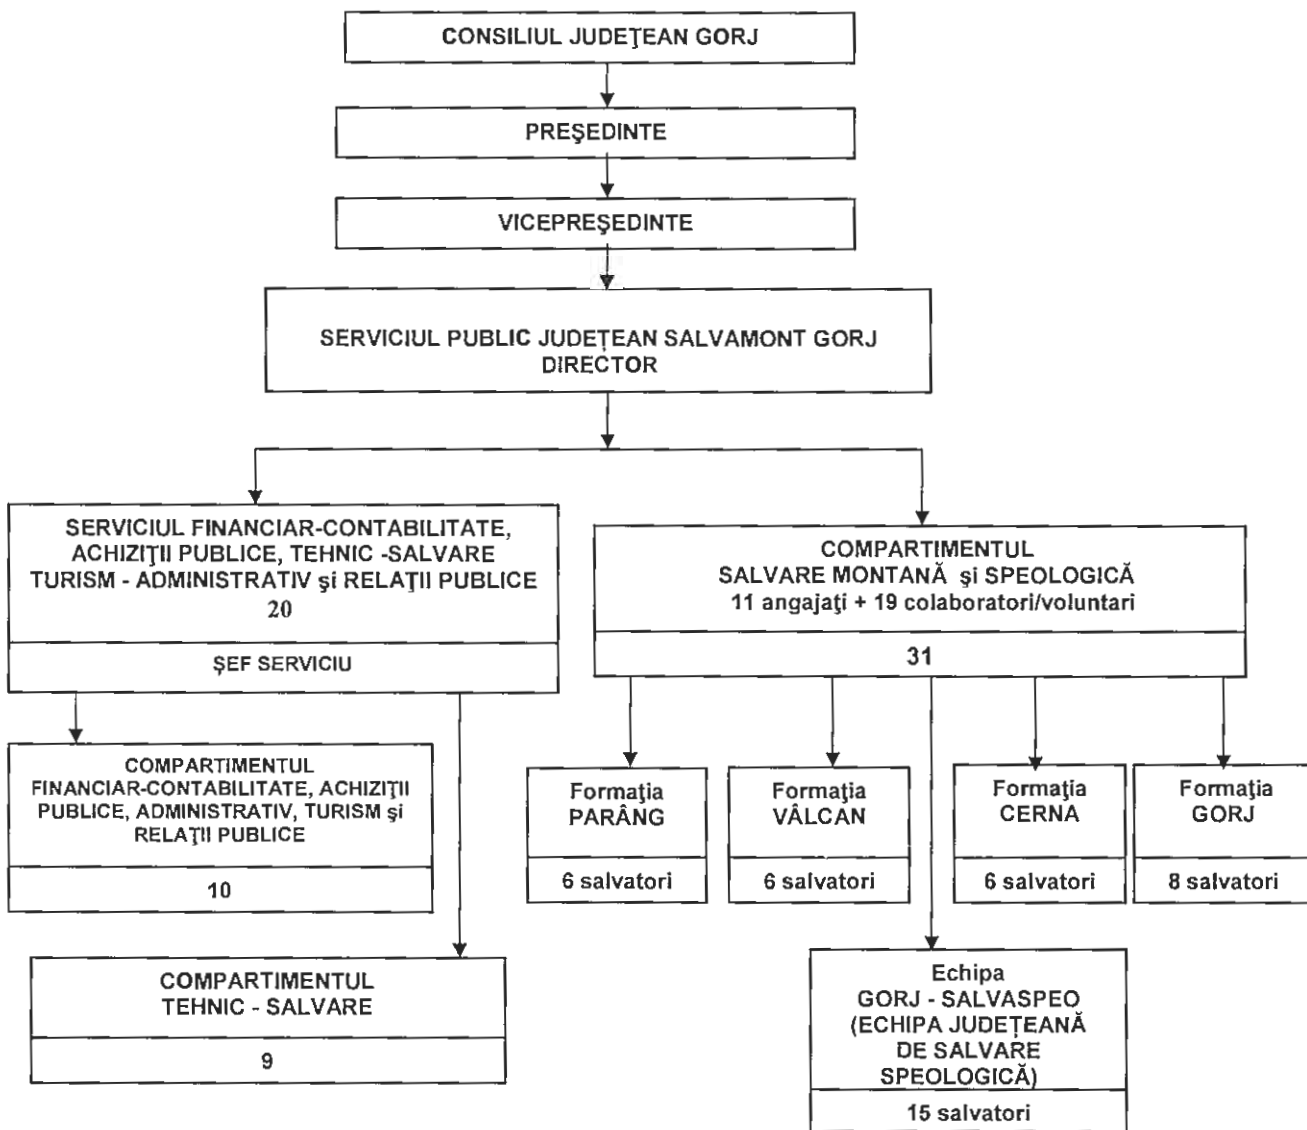 CONSILIUL JUDEŢEAN GORJ
PREŞEDINTE
VICEPREŞEDINTE
SERVICIUL PUBLIC JUDEȚEAN SALVAMONT GORJ
DIRECTOR
SERVICIUL FINANCIAR-CONTABILITATE,
ACHIZIŢII PUBLICE, TEHNIC -SALVARE
TURISM - ADMINISTRATIV şi RELAŢII PUBLICE
20
ŞEF SERVICIU
COMPARTIMENTUL
SALVARE MONTANĂ şi SPEOLOGICĂ
11 angajaţi + 19 colaboratori/voluntari
31
COMPARTIMENTUL
FINANCIAR-CONTABILITATE, ACHIZIŢII
PUBLICE, ADMINISTRATIV, TURISM şi
RELAŢII PUBLICE
10
COMPARTIMENTUL
TEHNIC - SALVARE
9
Formaţia
PARÂNG
6 salvatori
Formaţia
VÂLCAN
6 salvatori
Formaţia
CERNA
6 salvatori
Formaţia
GORJ
8 salvatori
Echipa
GORJ - SALVASPEO
(ECHIPA JUDEȚEANĂ
DE SALVARE
SPEOLOGICĂ)
15 salvatori